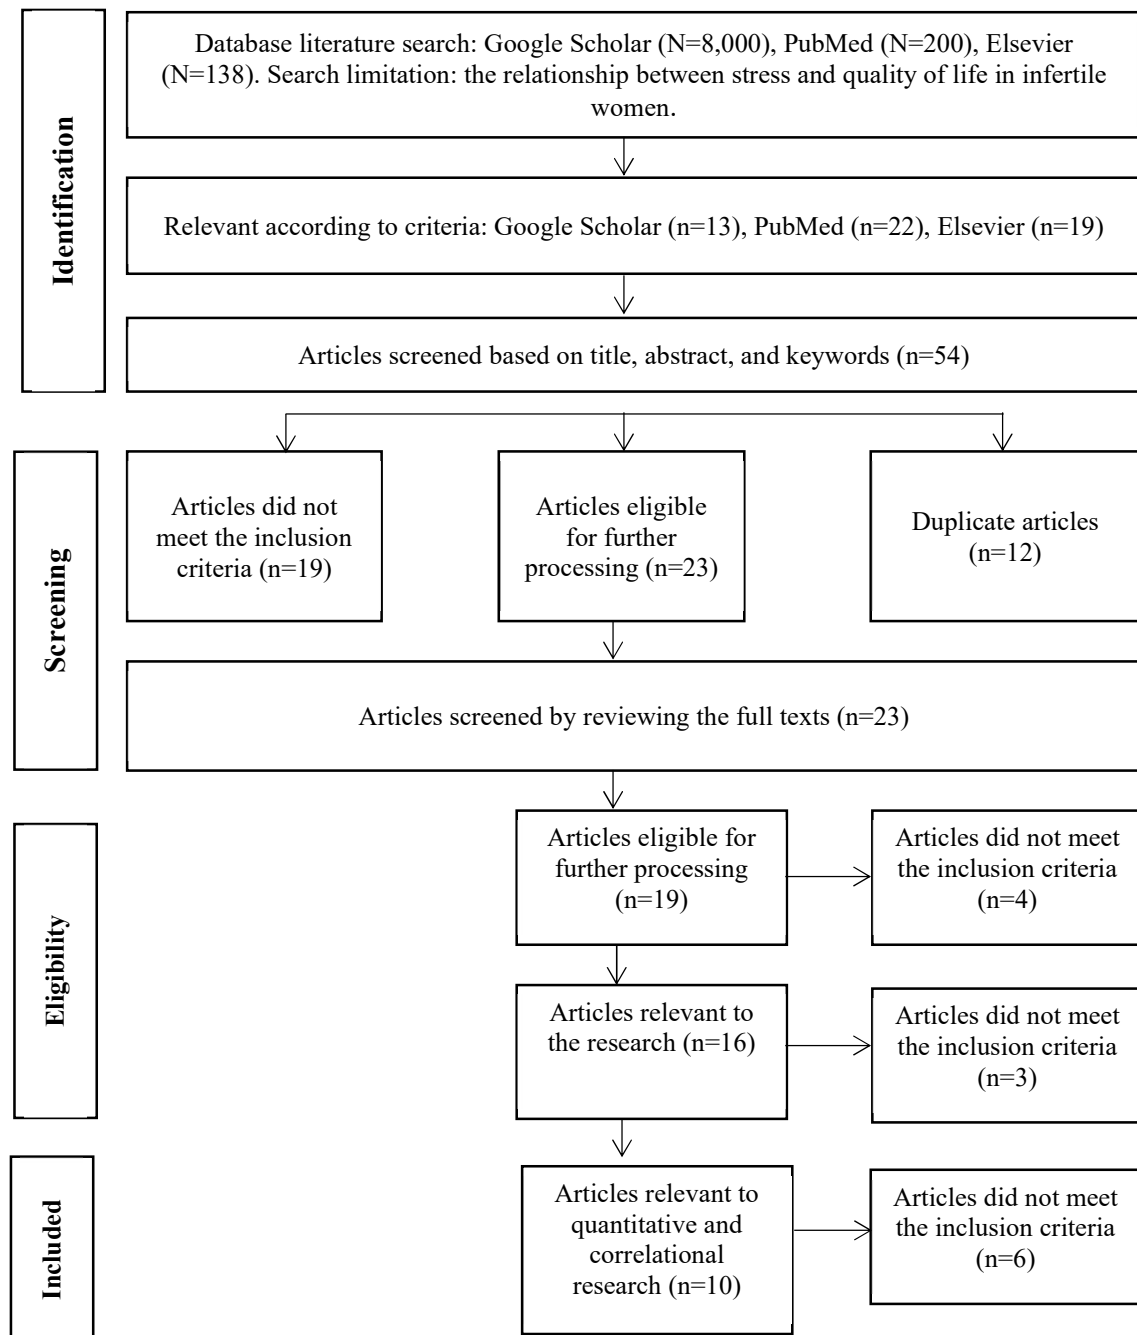 Identification
Database literature search: Google Scholar (N=8,000), PubMed (N=200), Elsevier
(N=138). Search limitation: the relationship between stress and quality of life in infertile
women.
Relevant according to criteria: Google Scholar (n=13), PubMed (n=22), Elsevier (n=19)
Articles screened based on title, abstract, and keywords (n=54)
Screening
Articles did not
meet the inclusion
criteria (n=19)
Articles eligible
for further
processing (n=23)
Duplicate articles
(n=12)
Articles screened by reviewing the full texts (n=23)
Eligibility
Articles eligible for
further processing
(n=19)
Articles did not meet
the inclusion criteria
(n=4)
Articles relevant to
the research (n=16)
Articles did not meet
the inclusion criteria
(n=3)
Included
Articles relevant to
quantitative and
correlational
research (n=10)
Articles did not meet
the inclusion criteria
(n=6)